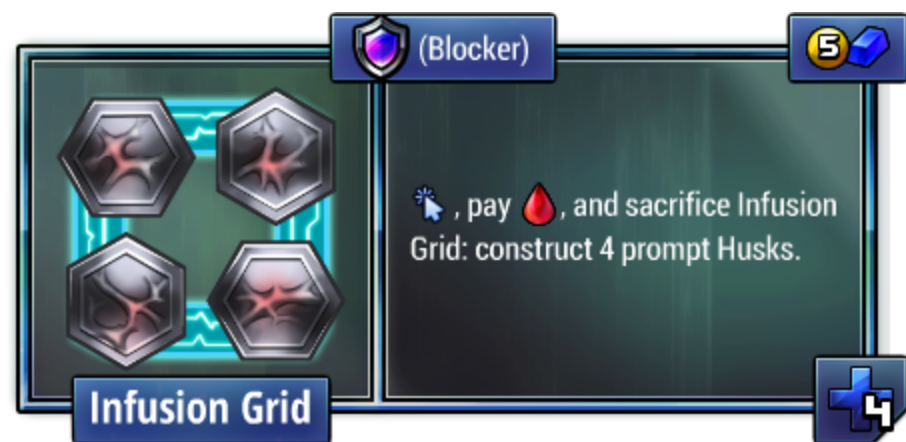 (Blocker)
5
, pay , and sacrifice Infusion
Grid: construct 4 prompt Husks.
Infusion Grid
4